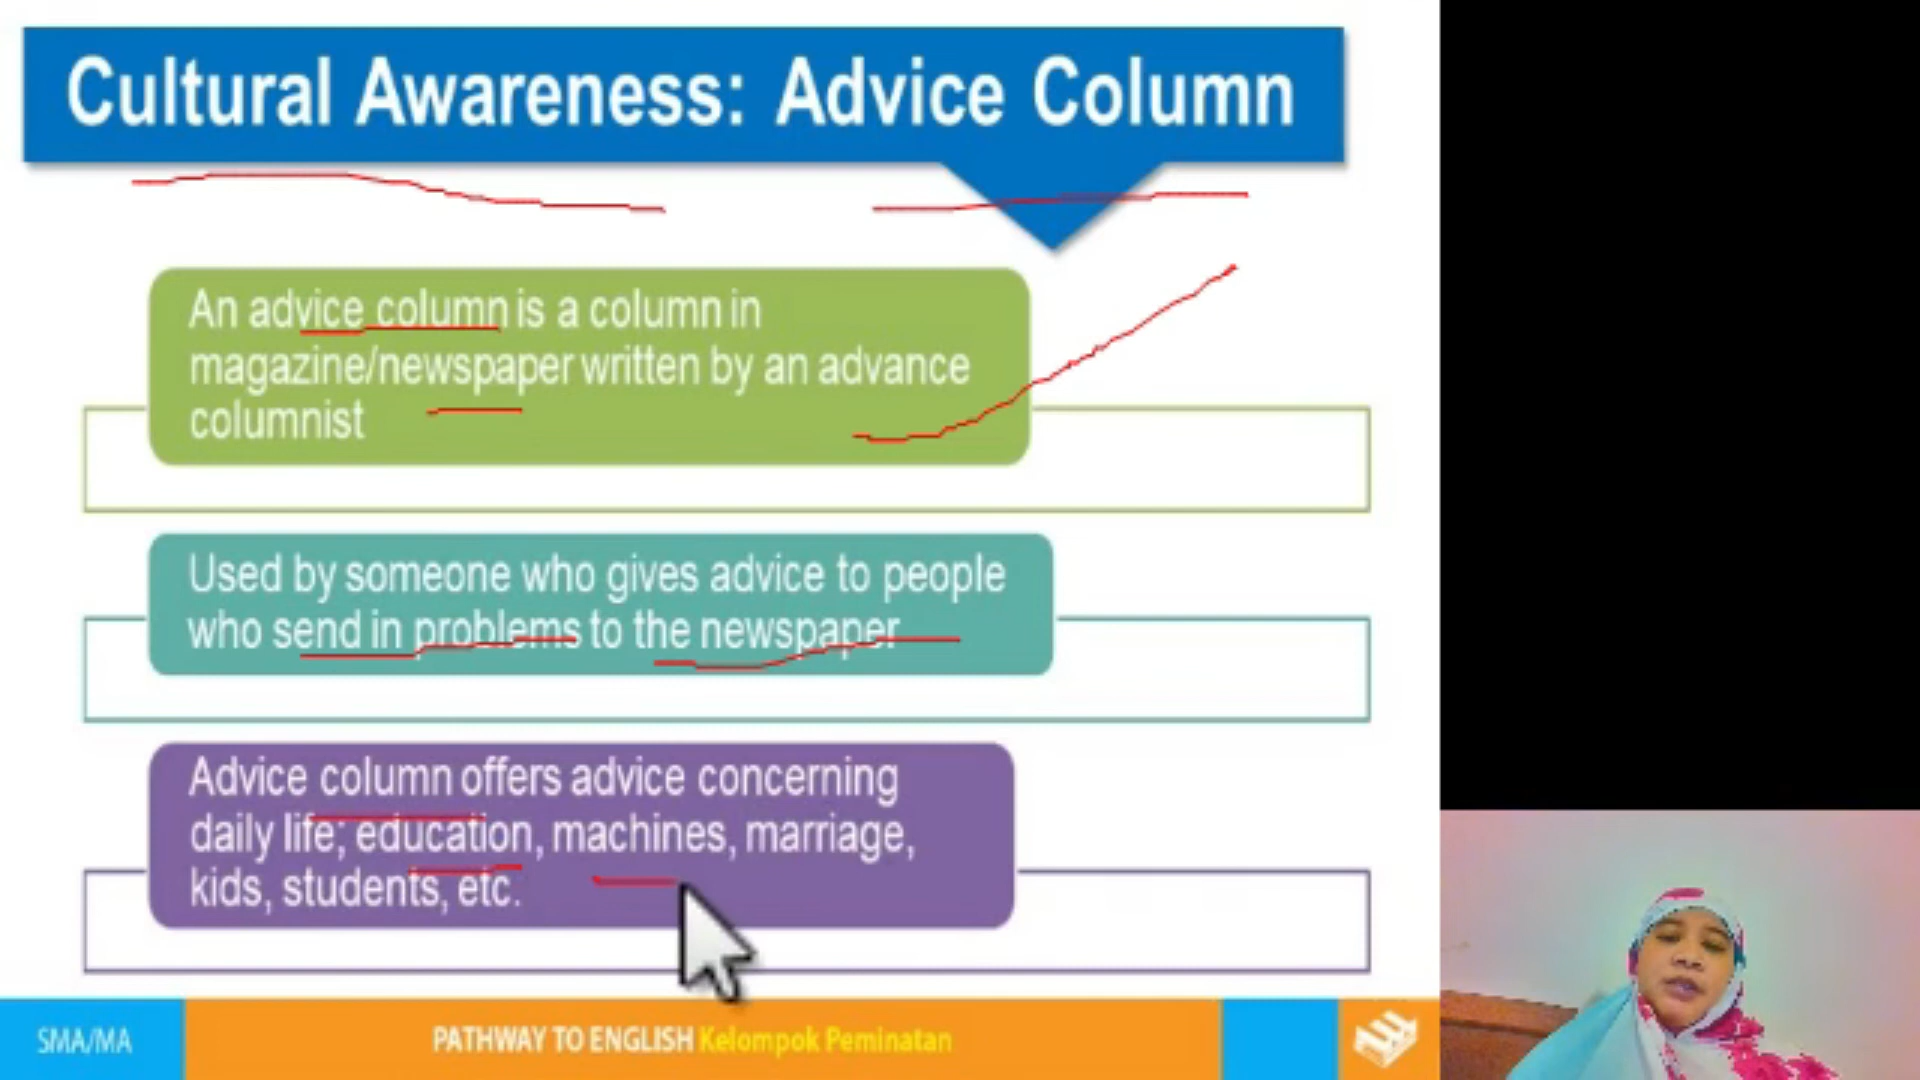 Cultural Awareness: Advice Column
An advice column is a column in
magazine/newspaper written by an advance
columnist
Used by someone who gives advice to people
who send in problems to the newspaper.
Advice column offers advice concerning
daily life; education, machines, marriage,
kids, students, etc.
SMA/MA
PATHWAY TO ENGLISH Kelompok Peminatan